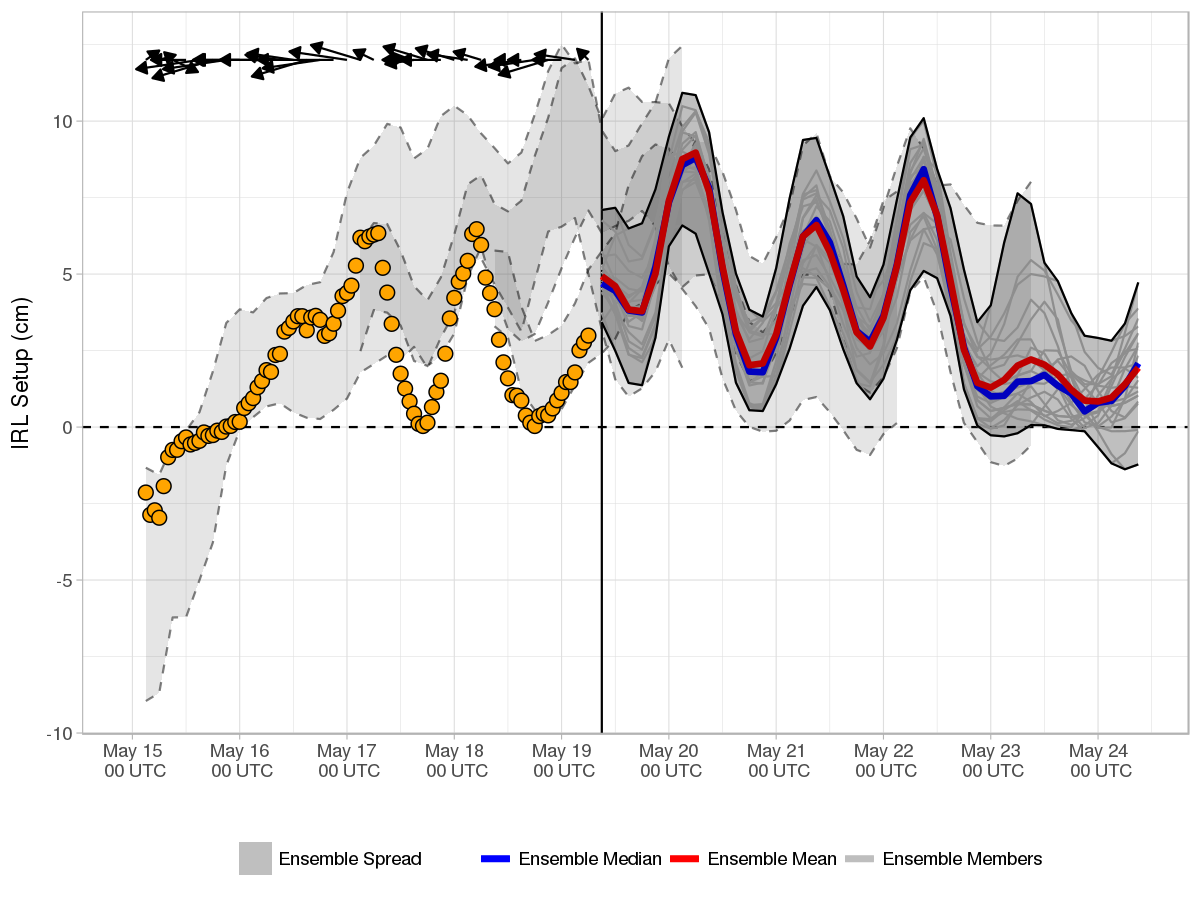 IRL Setup (cm)
10
5
0
-5
-10
May 15 May 16 May 17 May 18 May 19 May 20 May 21 May 22 May 23 May 24
00 UTC 00 UTC 00 UTC 00 UTC 00 UTC 00 UTC 00 UTC 00 UTC 00 UTC 00 UTC
Ensemble Spread Ensemble Median Ensemble Mean Ensemble Members